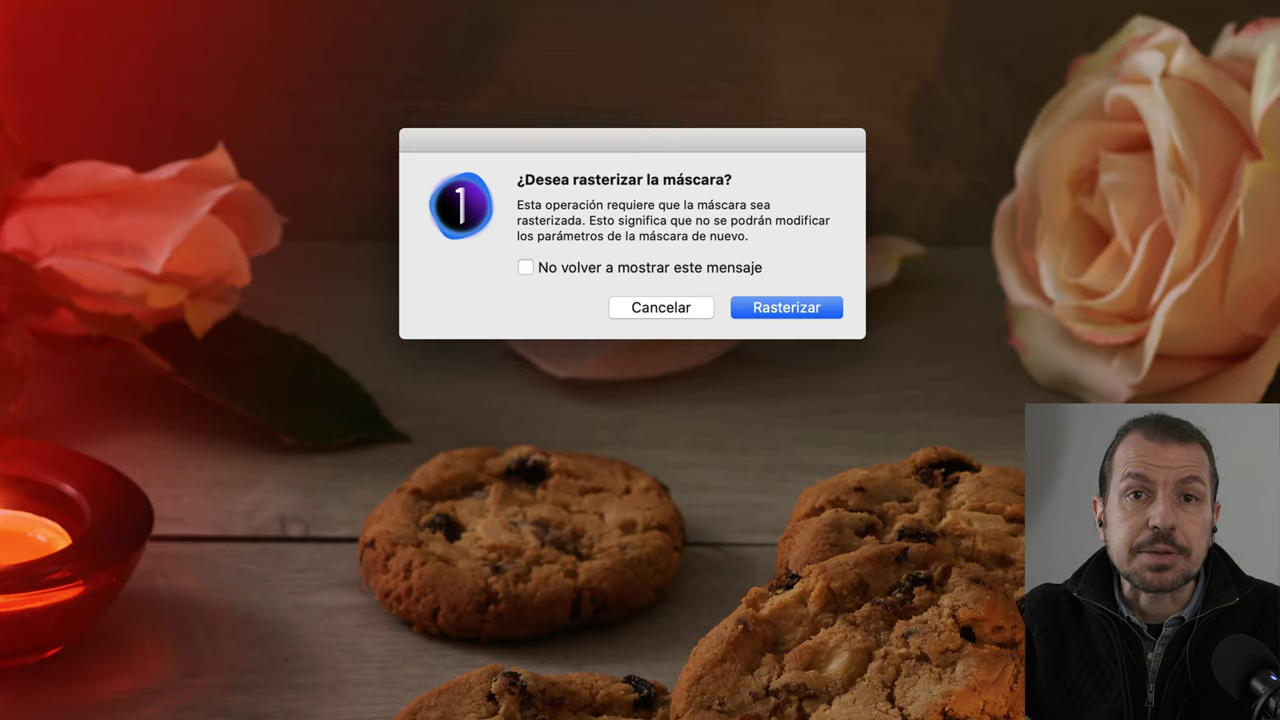 1
¿Desea rasterizar la máscara?
Esta operación requiere que la máscara sea
rasterizada. Esto significa que no se podrán modificar
los parámetros de la máscara de nuevo.
No volver a mostrar este mensaje
Cancelar
Rasterizar